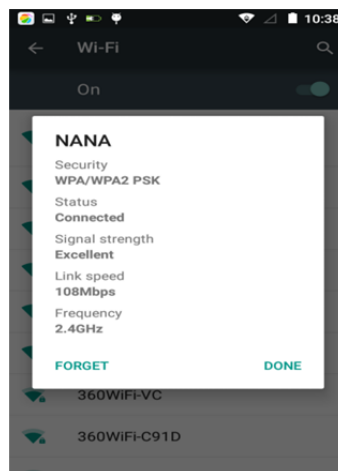 10:38
Wi-Fi
On
NANA
Security
WPA/WPA2 PSK
Status
Connected
Signal strength
Excellent
Link speed
108Mbps
Frequency
2.4GHz
FORGET DONE
360WiFi-VC
360WiFi-C91D